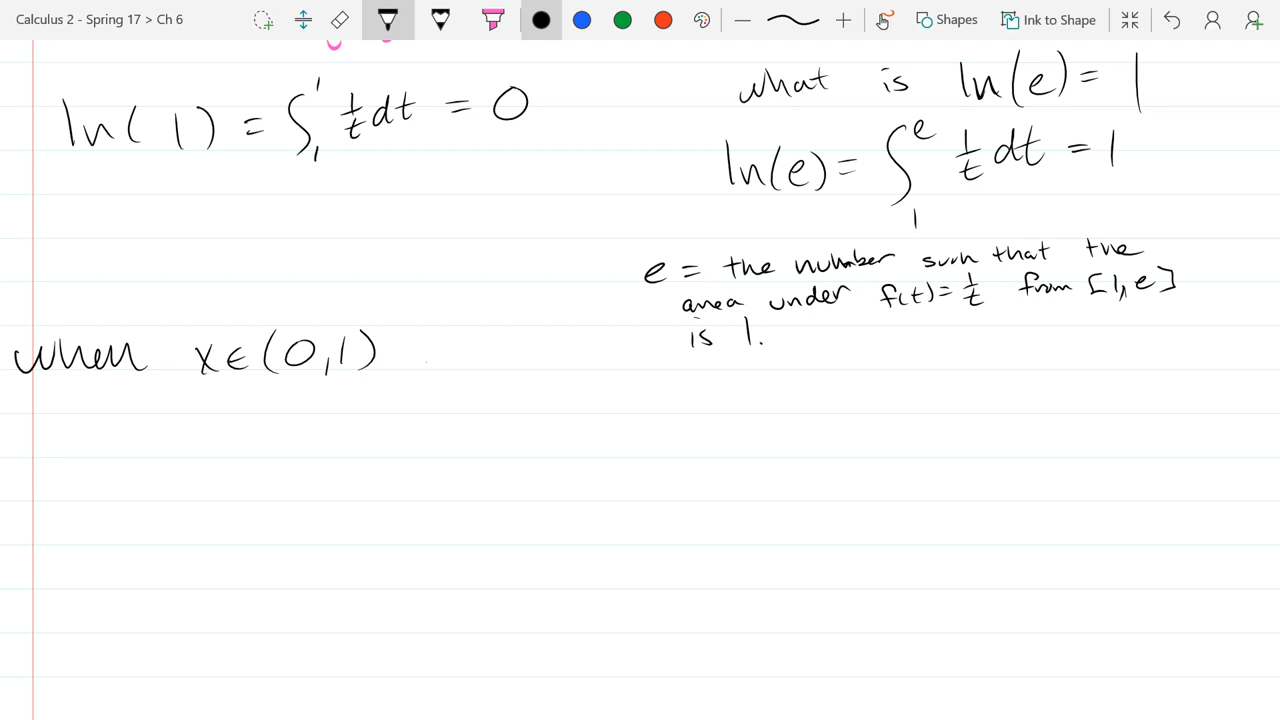 Calculus 2 - Spring 17 > Ch 6
Shapes
Ink to Shape
ln(1) = ∫₁¹ 1/t dt = 0
what is ln(e) = 1
ln(e) = ∫₁ᵉ 1/t dt = 1
e = the number such that the
area under f(t) = 1/t from [1, e]
is 1.
when x ∈ (0,1)